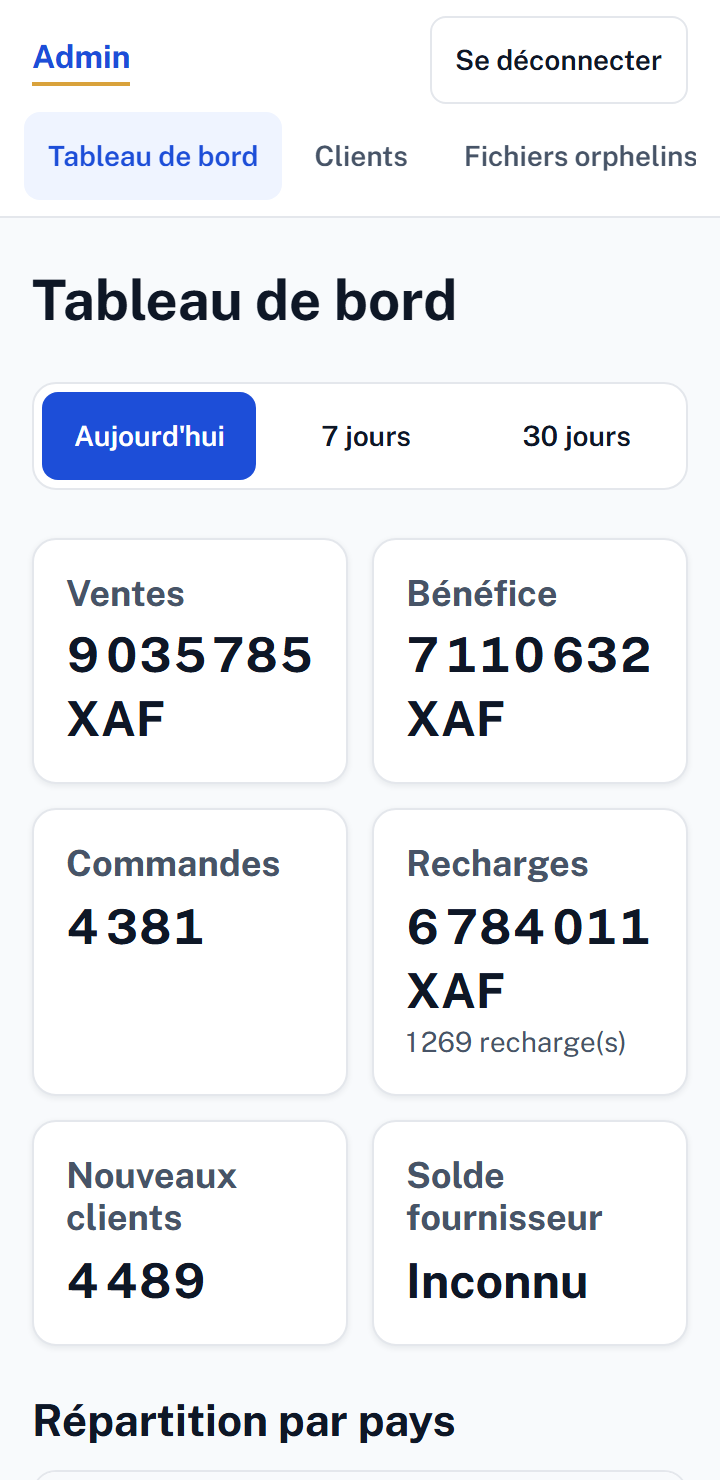 Admin
Se déconnecter
Tableau de bord
Clients
Fichiers orphelins
Tableau de bord
Aujourd'hui
7 jours
30 jours
Ventes
9 035 785
XAF
Bénéfice
7 110 632
XAF
Commandes
4 381
Recharges
6 784 011
XAF
1 269 recharge(s)
Nouveaux
clients
4 489
Solde
fournisseur
Inconnu
Répartition par pays